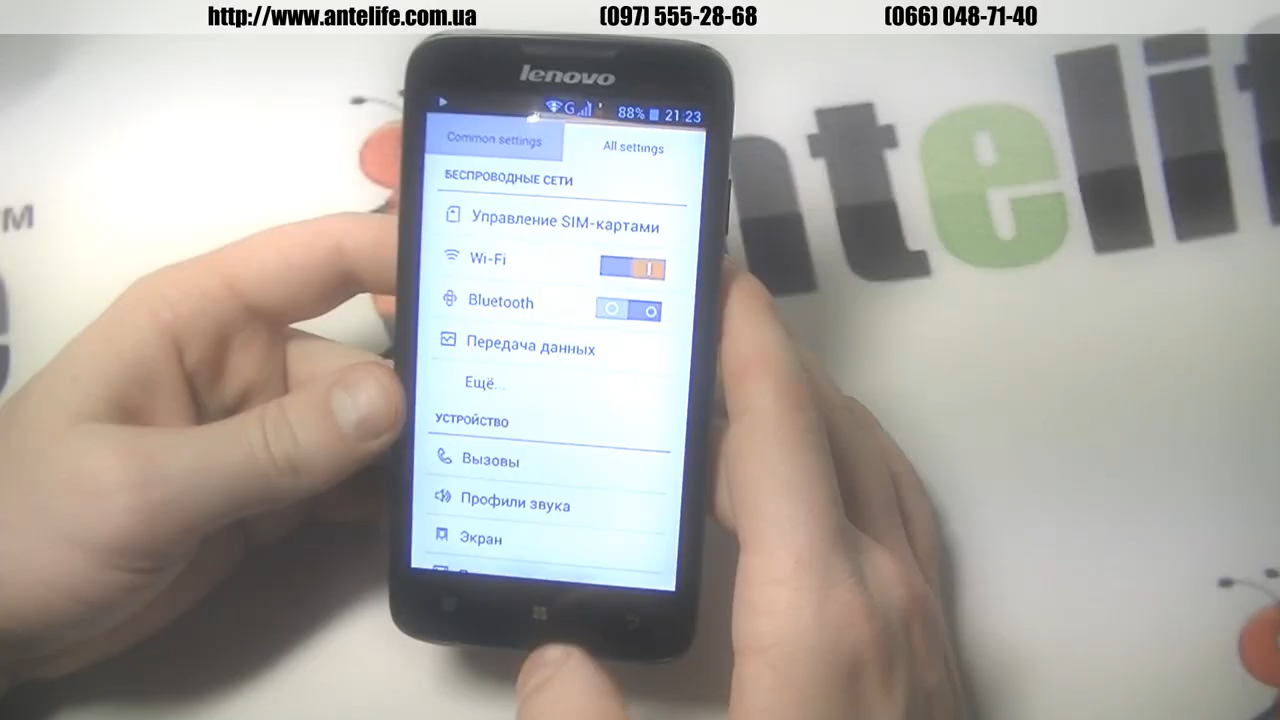 http://www.antelife.com.ua (097) 555-28-68 (066) 048-71-40
lenovo
G 88% 21:23
Common settings All settings
БЕСПРОВОДНЫЕ СЕТИ
Управление SIM-картами
Wi-Fi
Bluetooth
Передача данных
Ещё...
УСТРОЙСТВО
Вызовы
Профили звука
Экран
antelif